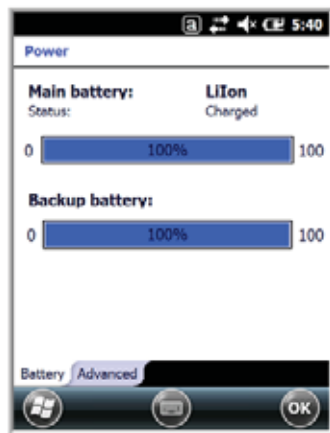 a 5:40
Power
Main battery: LiIon
Status: Charged
0 100% 100
Backup battery:
0 100% 100
Battery Advanced
OK